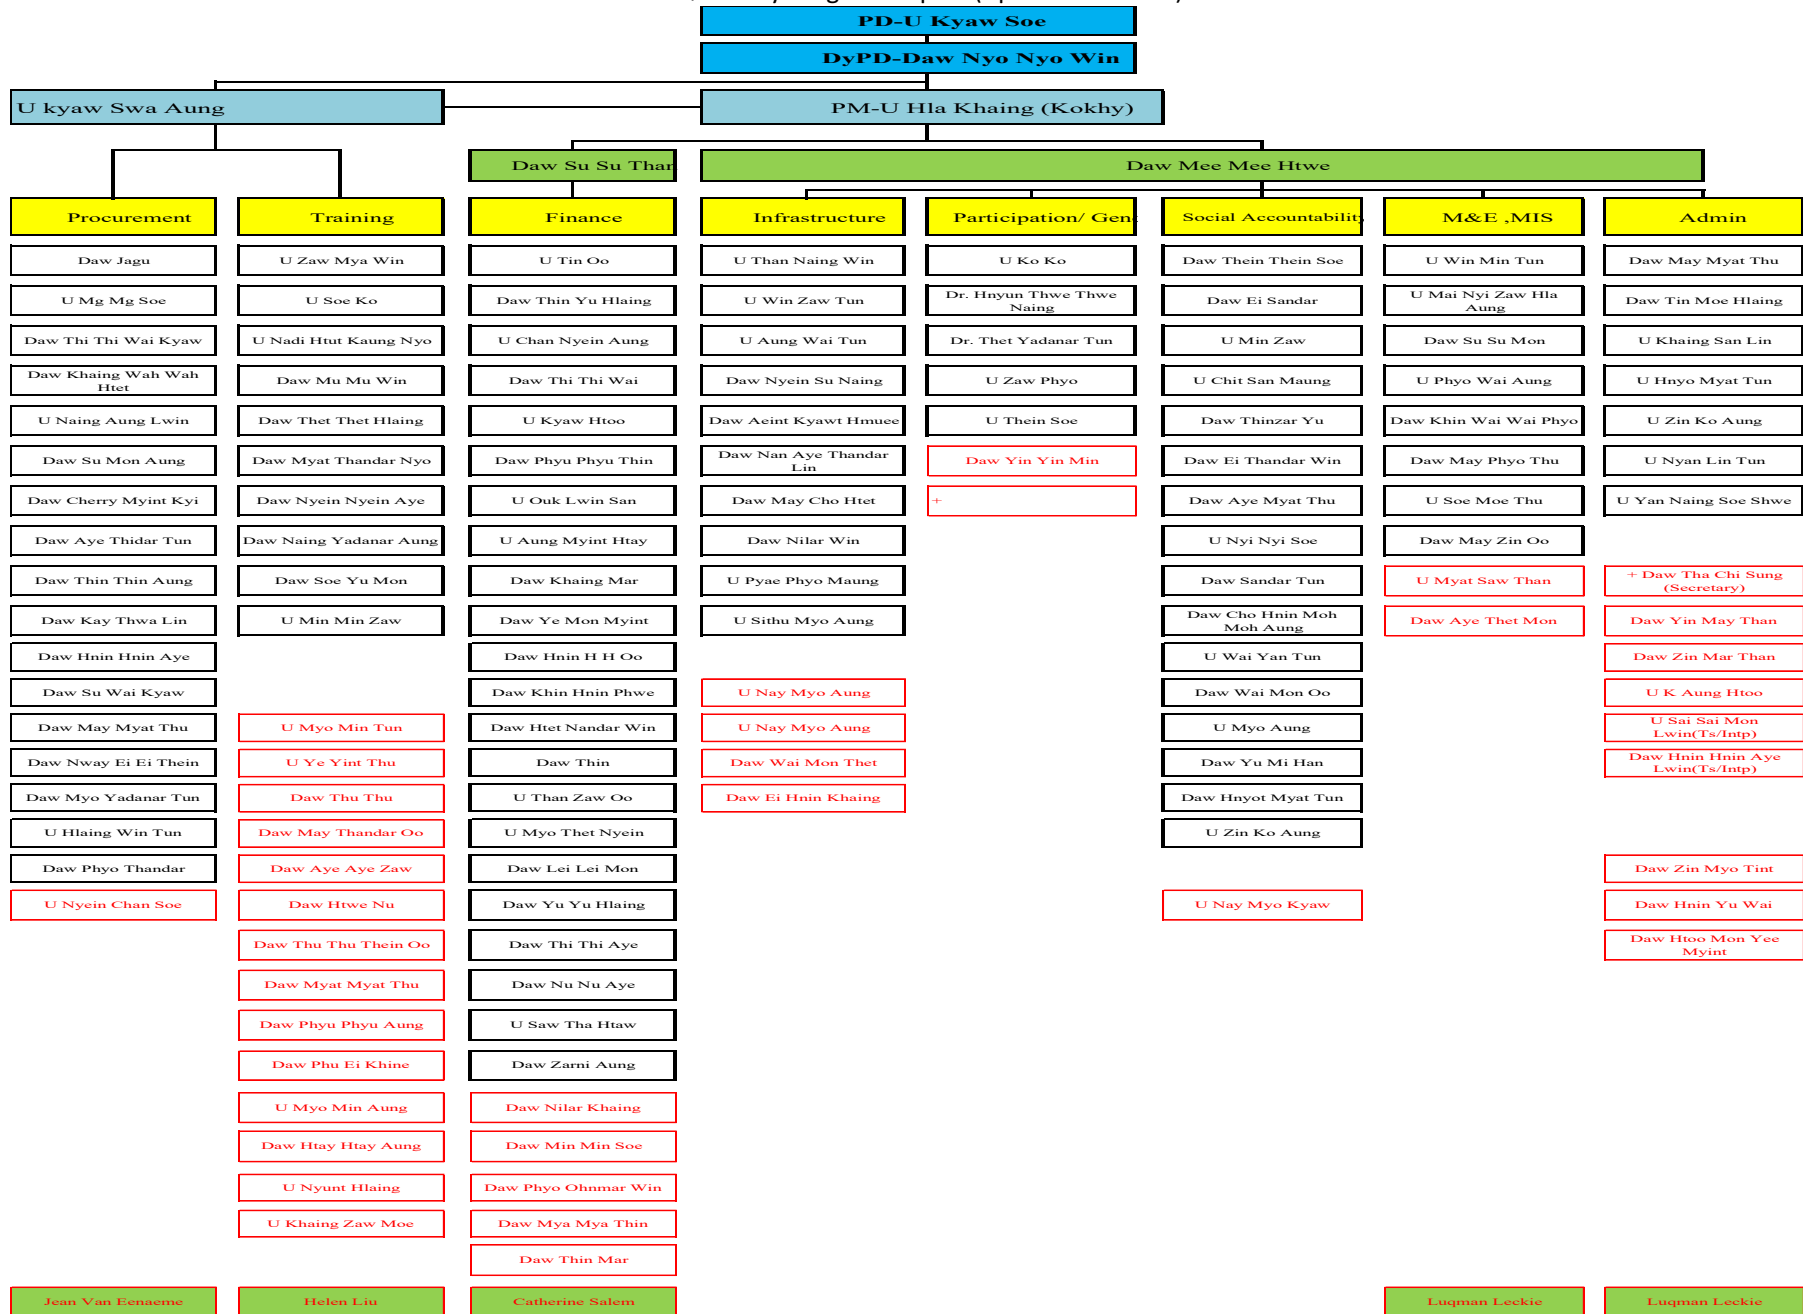 PD-U Kyaw Soe
DyPD-Daw Nyo Nyo Win
U kyaw Swa Aung
PM-U Hla Khaing (Kokhy)
Daw Su Su Than
Daw Mee Mee Htwe
Procurement
Training
Finance
Infrastructure
Participation/ Gend
Social Accountability
M&E ,MIS
Admin
Daw Jagu
U Zaw Mya Win
U Tin Oo
U Than Naing Win
U Ko Ko
Daw Thein Thein Soe
U Win Min Tun
Daw May Myat Thu
U Mg Mg Soe
U Soe Ko
Daw Thin Yu Hlaing
U Win Zaw Tun
Dr. Hnyun Thwe Thwe
Naing
Daw Ei Sandar
U Mai Nyi Zaw Hla
Aung
Daw Tin Moe Hlaing
Daw Thi Thi Wai Kyaw
U Nadi Htut Kaung Nyo
U Chan Nyein Aung
U Aung Wai Tun
Dr. Thet Yadanar Tun
U Min Zaw
Daw Su Su Mon
U Khaing San Lin
Daw Khaing Wah Wah
Htet
Daw Mu Mu Win
Daw Thi Thi Wai
Daw Nyein Su Naing
U Zaw Phyo
U Chit San Maung
U Phyo Wai Aung
U Hnyo Myat Tun
U Naing Aung Lwin
Daw Thet Thet Hlaing
U Kyaw Htoo
Daw Aeint Kyawt Hmuee
U Thein Soe
Daw Thinzar Yu
Daw Khin Wai Wai Phyo
U Zin Ko Aung
Daw Su Mon Aung
Daw Myat Thandar Nyo
Daw Phyu Phyu Thin
Daw Nan Aye Thandar
Lin
Daw Yin Yin Min
Daw Ei Thandar Win
Daw May Phyo Thu
U Nyan Lin Tun
Daw Cherry Myint Kyi
Daw Nyein Nyein Aye
U Ouk Lwin San
Daw May Cho Htet
+
Daw Aye Myat Thu
U Soe Moe Thu
U Yan Naing Soe Shwe
Daw Aye Thidar Tun
Daw Naing Yadanar Aung
U Aung Myint Htay
Daw Nilar Win
U Nyi Nyi Soe
Daw May Zin Oo
Daw Thin Thin Aung
Daw Soe Yu Mon
Daw Khaing Mar
U Pyae Phyo Maung
Daw Sandar Tun
U Myat Saw Than
+ Daw Tha Chi Sung
(Secretary)
Daw Kay Thwa Lin
U Min Min Zaw
Daw Ye Mon Myint
U Sithu Myo Aung
Daw Cho Hnin Moh
Moh Aung
Daw Aye Thet Mon
Daw Yin May Than
Daw Hnin Hnin Aye
Daw Hnin H H Oo
U Wai Yan Tun
Daw Zin Mar Than
Daw Su Wai Kyaw
Daw Khin Hnin Phwe
U Nay Myo Aung
Daw Wai Mon Oo
U K Aung Htoo
Daw May Myat Thu
U Myo Min Tun
Daw Htet Nandar Win
U Nay Myo Aung
U Myo Aung
U Sai Sai Mon
Lwin(Ts/Intp)
Daw Nway Ei Ei Thein
U Ye Yint Thu
Daw Thin
Daw Wai Mon Thet
Daw Yu Mi Han
Daw Hnin Hnin Aye
Lwin(Ts/Intp)
Daw Myo Yadanar Tun
Daw Thu Thu
U Than Zaw Oo
Daw Ei Hnin Khaing
Daw Hnyot Myat Tun
U Hlaing Win Tun
Daw May Thandar Oo
U Myo Thet Nyein
U Zin Ko Aung
Daw Phyo Thandar
Daw Aye Aye Zaw
Daw Lei Lei Mon
Daw Zin Myo Tint
U Nyein Chan Soe
Daw Htwe Nu
Daw Yu Yu Hlaing
U Nay Myo Kyaw
Daw Hnin Yu Wai
Daw Thu Thu Thein Oo
Daw Thi Thi Aye
Daw Htoo Mon Yee
Myint
Daw Myat Myat Thu
Daw Nu Nu Aye
Daw Phyu Phyu Aung
U Saw Tha Htaw
Daw Phu Ei Khine
Daw Zarni Aung
U Myo Min Aung
Daw Nilar Khaing
Daw Htay Htay Aung
Daw Min Min Soe
U Nyunt Hlaing
Daw Phyo Ohnmar Win
U Khaing Zaw Moe
Daw Mya Mya Thin
Daw Thin Mar
Jean Van Eenaeme
Helen Liu
Catherine Salem
Luqman Leckie
Luqman Leckie